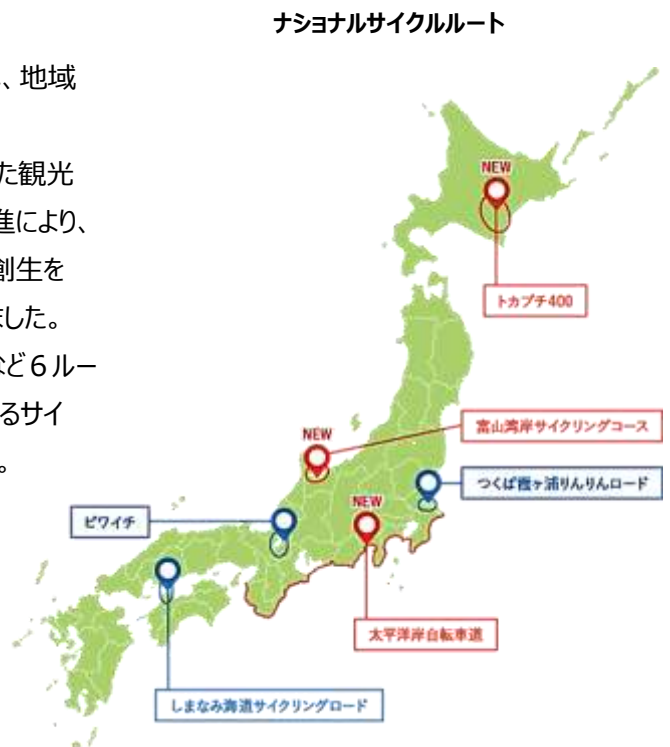 ナショナルサイクルルート
、地域
た観光
進により、
創生を
ました。
など６ルー
るサイ
。
NEW
トカプチ400
富山湾岸サイクリングコース
NEW
つくば霞ヶ浦りんりんロード
NEW
ビワイチ
太平洋岸自転車道
しまなみ海道サイクリングロード